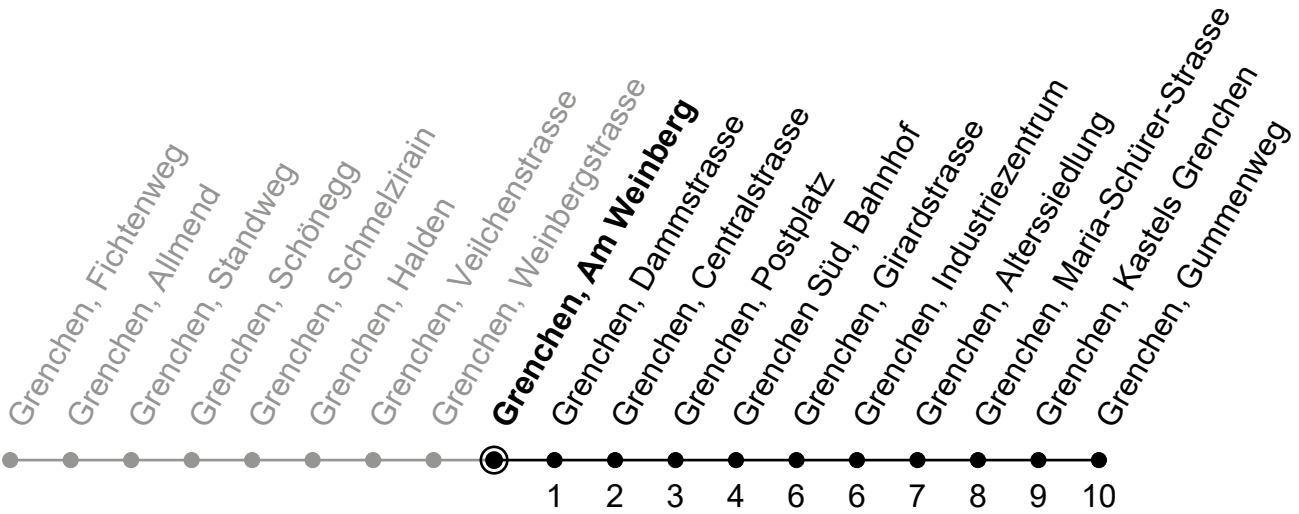 Grenchen, Fichtenweg
Grenchen, Allmend
Grenchen, Standweg
Grenchen, Schönegg
Grenchen, Schmelzirain
Grenchen, Halden
Grenchen, Veilchenstrasse
Grenchen, Weinbergstrasse
Grenchen, Am Weinberg
Grenchen, Dammstrasse
Grenchen, Centralstrasse
Grenchen, Postplatz
Grenchen Süd, Bahnhof
Grenchen, Girardstrasse
Grenchen, Industriezentrum
Grenchen, Alterssiedlung
Grenchen, Maria-Schürer-Strasse
Grenchen, Kastels Grenchen
Grenchen, Gummenweg
1 2 3 4 6 6 7 8 9 10